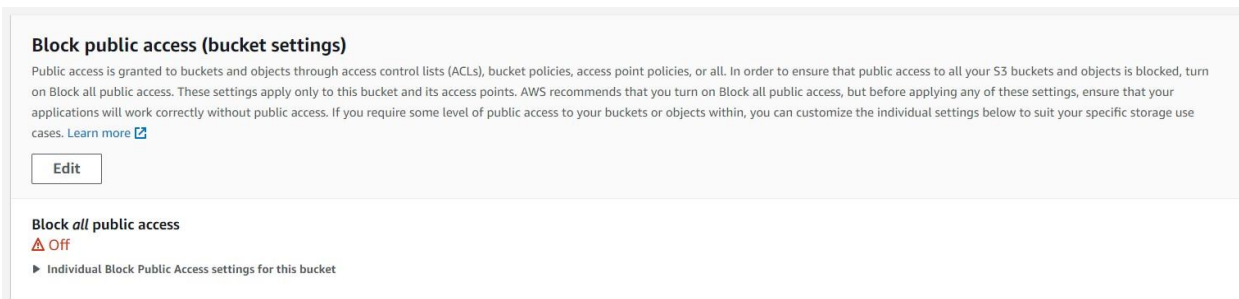 Block public access (bucket settings)
Public access is granted to buckets and objects through access control lists (ACLs), bucket policies, access point policies, or all. In order to ensure that public access to all your S3 buckets and objects is blocked, turn
on Block all public access. These settings apply only to this bucket and its access points. AWS recommends that you turn on Block all public access, but before applying any of these settings, ensure that your
applications will work correctly without public access. If you require some level of public access to your buckets or objects within, you can customize the individual settings below to suit your specific storage use
cases. Learn more
Edit
Block all public access
Off
Individual Block Public Access settings for this bucket